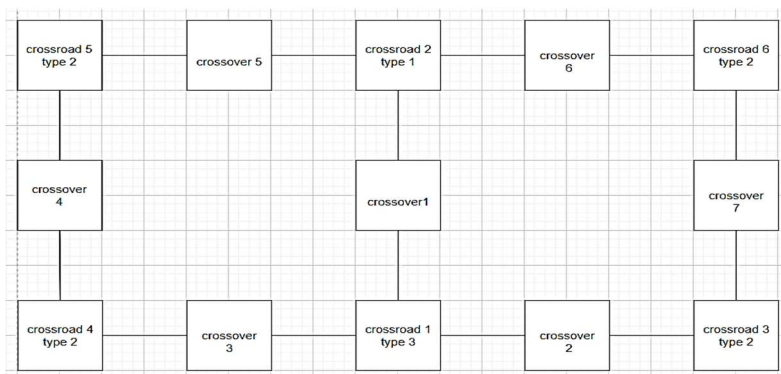 crossroad 5
type 2
crossover 5
crossroad 2
type 1
crossover
6
crossroad 6
type 2
crossover
4
crossover1
crossover
7
crossroad 4
type 2
crossover
3
crossroad 1
type 3
crossover
2
crossroad 3
type 2